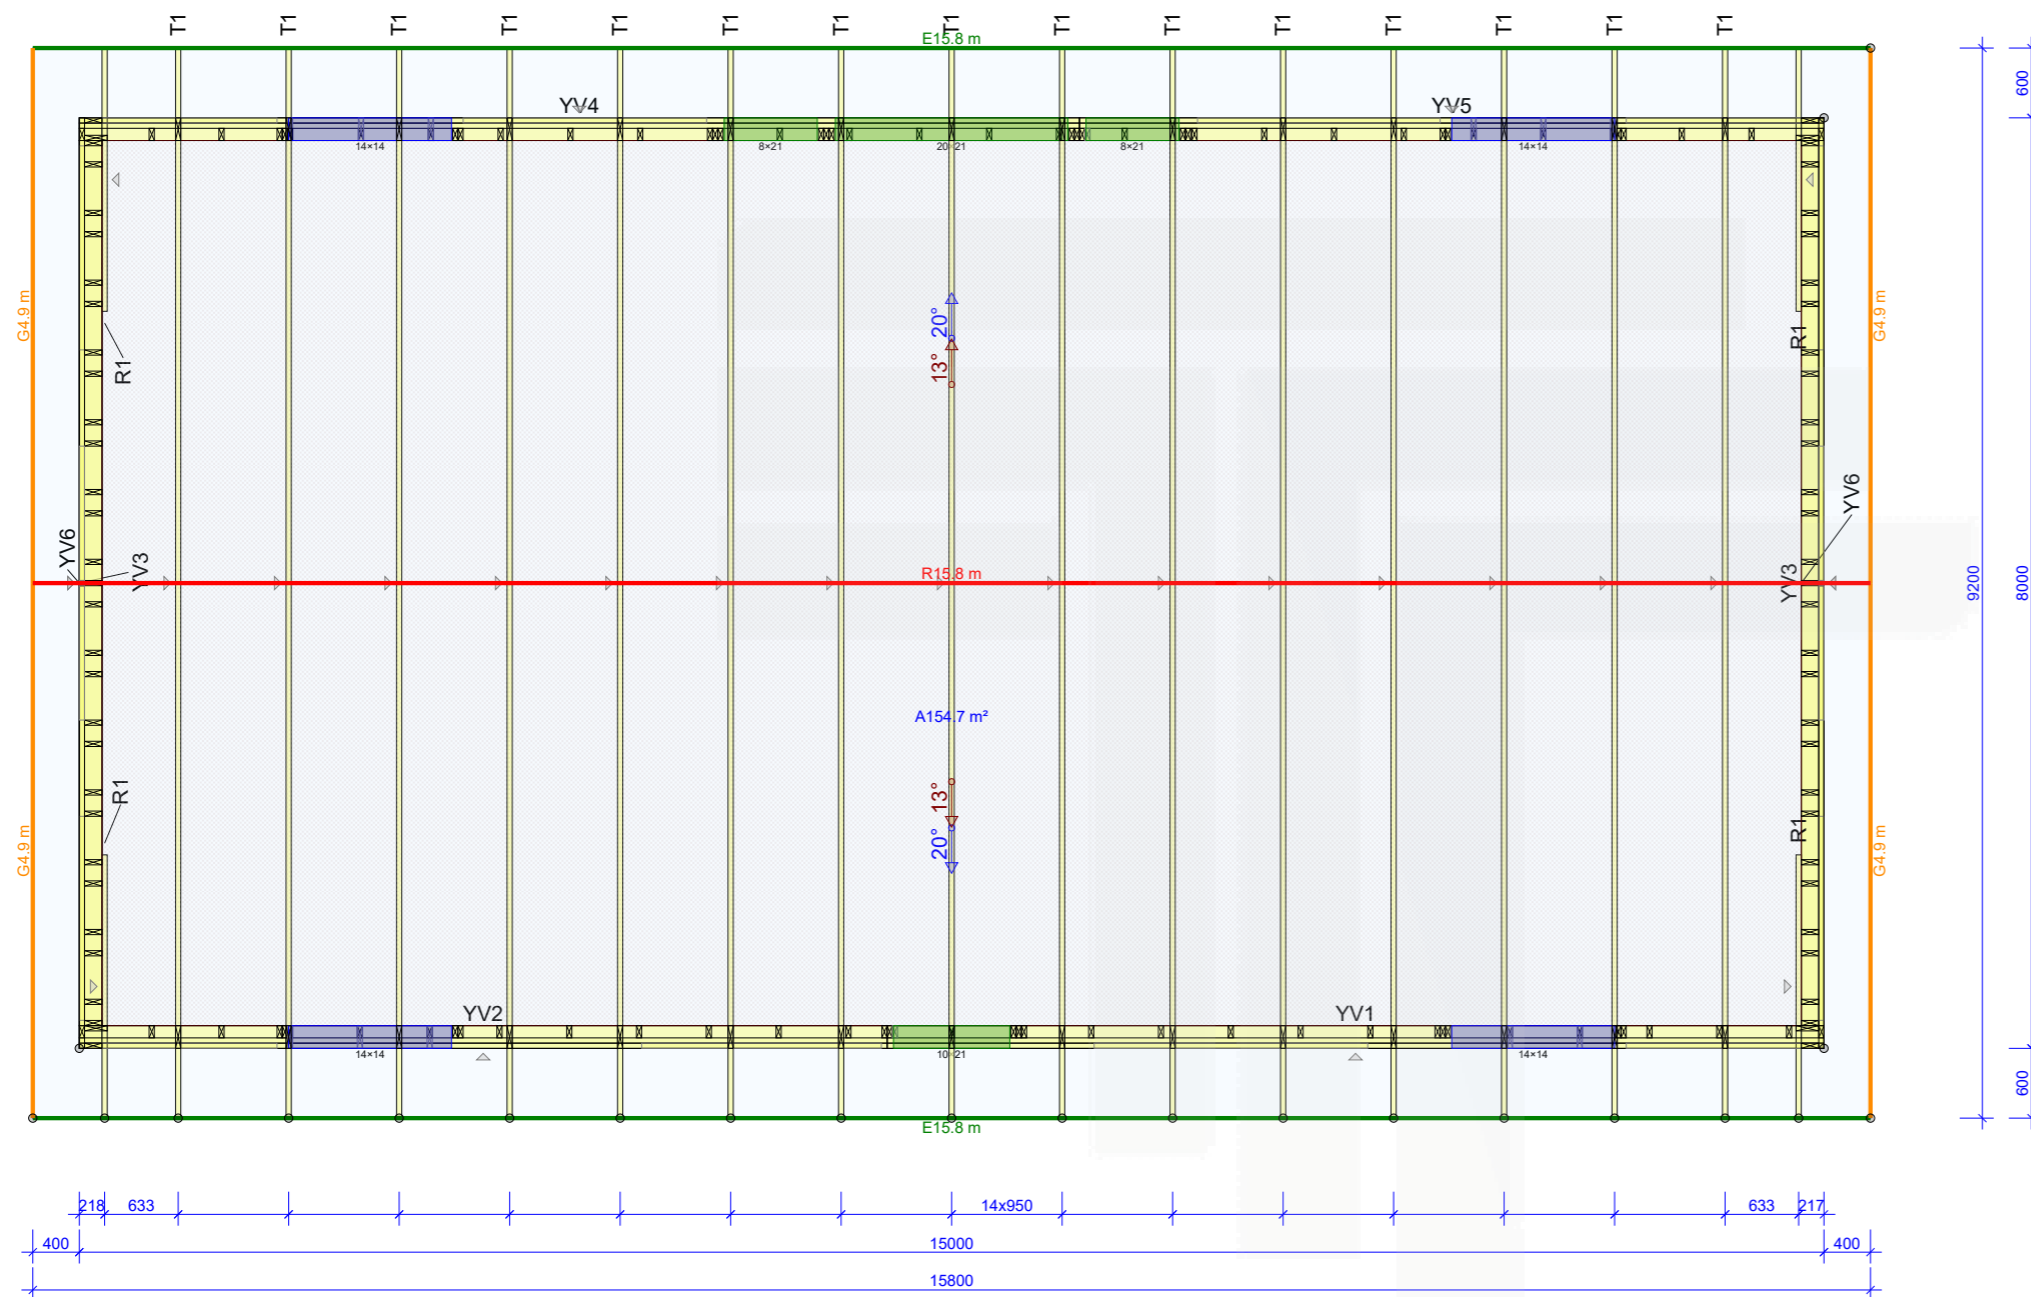 T1 T1 T1 T1 T1 T1 T1 T1 T1 T1 T1 T1 T1 T1 T1
E15.8 m
600
YV4 YV5
14×14 8×21 20×21 8×21 14×14
G4.9 m 20° G4.9 m
R1 13° R1
YV6 YV3 R15.8 m YV3 YV6
9200 8000
A154.7 m²
R1 13° R1
G4.9 m 20° G4.9 m
YV2 YV1
14×14 10×21 14×14
600
E15.8 m
218 633 14x950 633 217
400 15000 400
15800